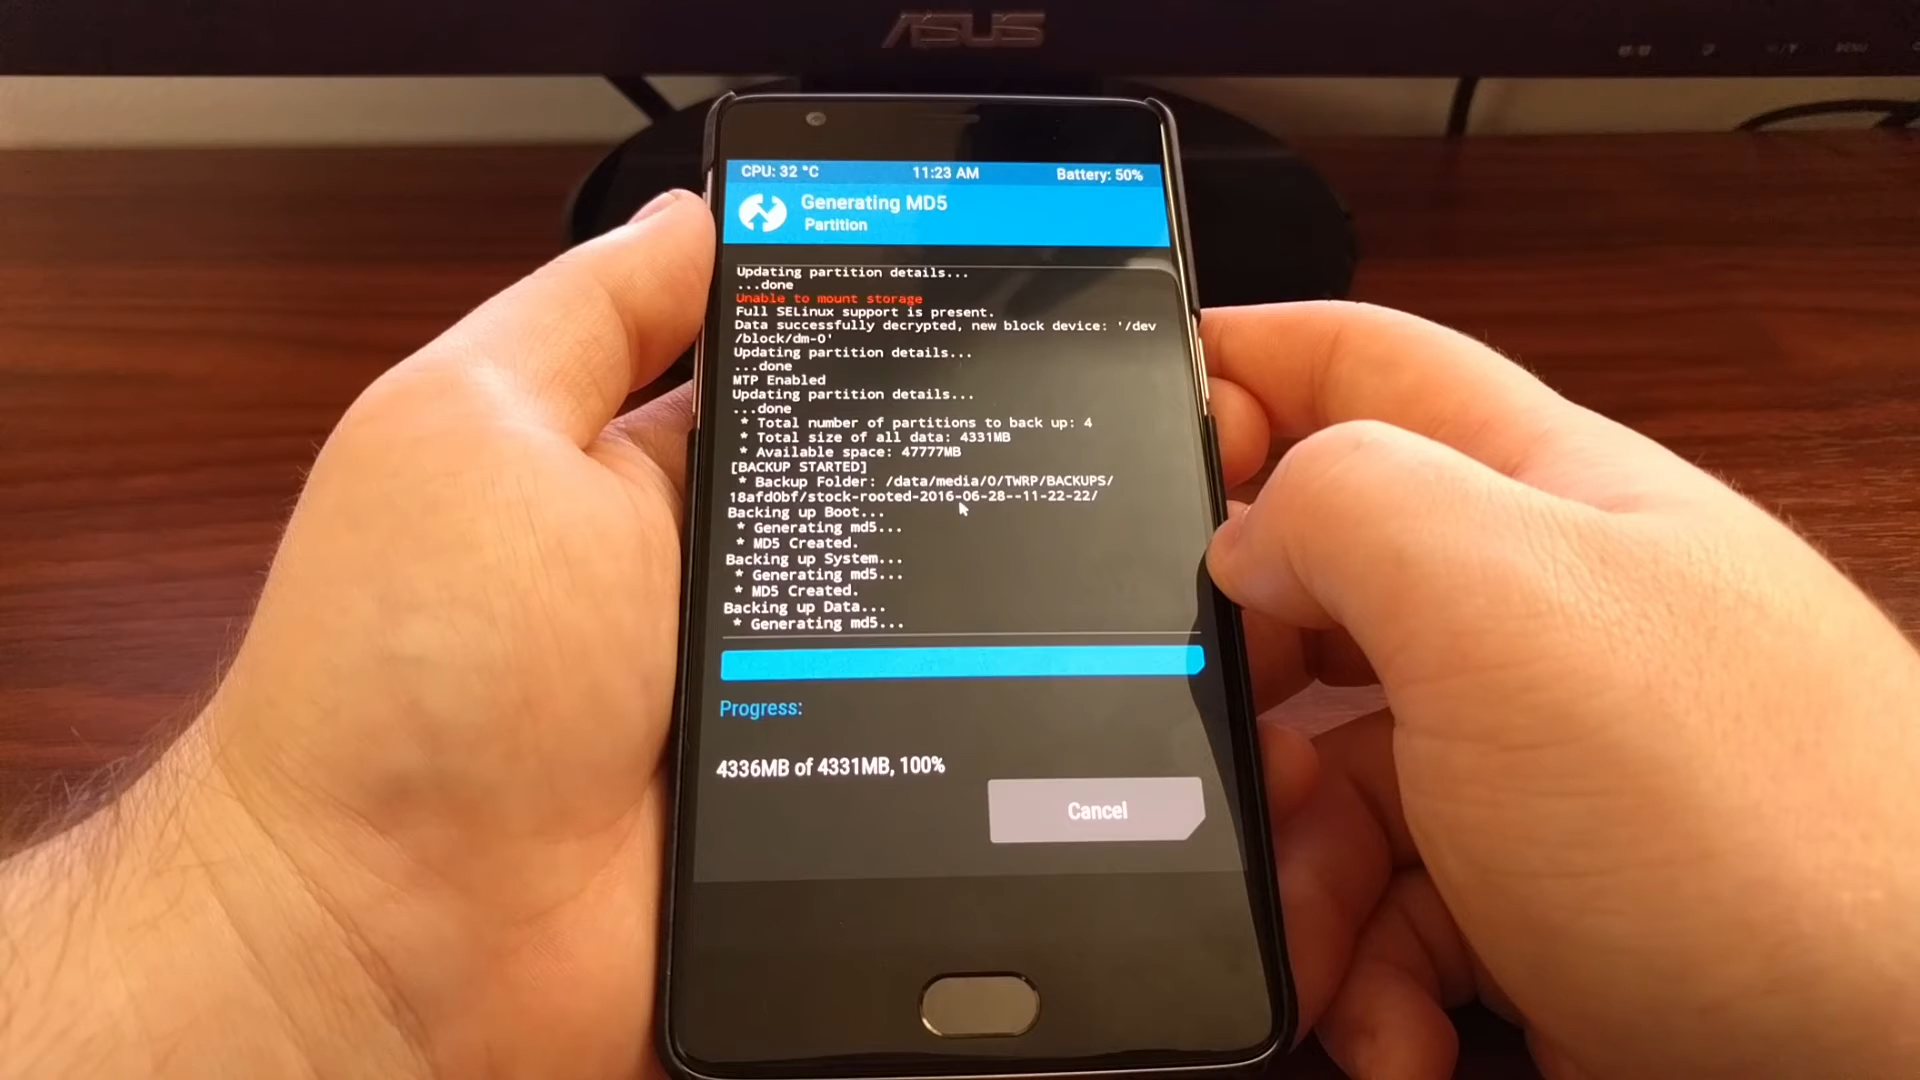 ASUS
MENU
CPU: 32 °C 11:23 AM Battery: 50%
Generating MD5
Partition
Updating partition details...
...done
Unable to mount storage
Full SELinux support is present.
Data successfully decrypted, new block device: '/dev
/block/dm-0'
Updating partition details...
...done
MTP Enabled
Updating partition details...
...done
* Total number of partitions to back up: 4
* Total size of all data: 4331MB
* Available space: 47777MB
[BACKUP STARTED]
* Backup Folder: /data/media/0/TWRP/BACKUPS/
18afd0bf/stock-rooted-2016-06-28--11-22-22/
Backing up Boot...
* Generating md5...
* MD5 Created.
Backing up System...
* Generating md5...
* MD5 Created.
Backing up Data...
* Generating md5...
Progress:
4336MB of 4331MB, 100%
Cancel